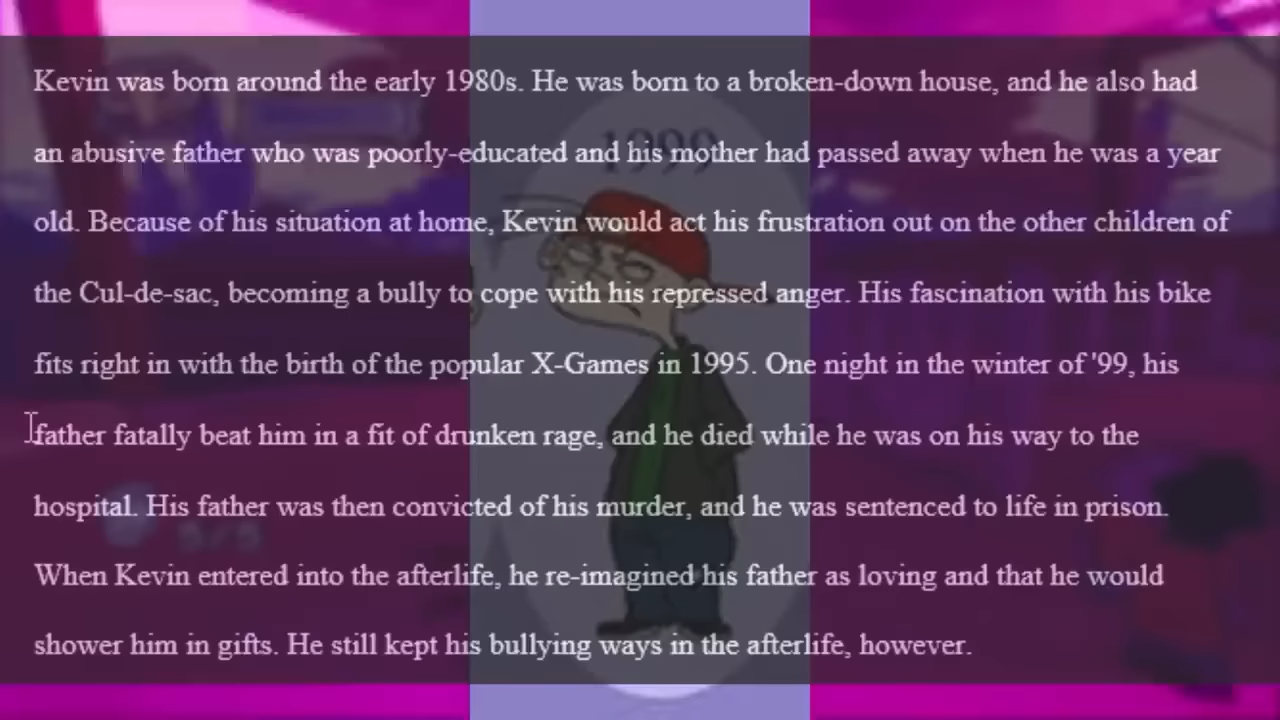 1999
Kevin was born around the early 1980s. He was born to a broken-down house, and he also had
an abusive father who was poorly-educated and his mother had passed away when he was a year
old. Because of his situation at home, Kevin would act his frustration out on the other children of
the Cul-de-sac, becoming a bully to cope with his repressed anger. His fascination with his bike
fits right in with the birth of the popular X-Games in 1995. One night in the winter of '99, his
father fatally beat him in a fit of drunken rage, and he died while he was on his way to the
hospital. His father was then convicted of his murder, and he was sentenced to life in prison.
When Kevin entered into the afterlife, he re-imagined his father as loving and that he would
shower him in gifts. He still kept his bullying ways in the afterlife, however.
5/5